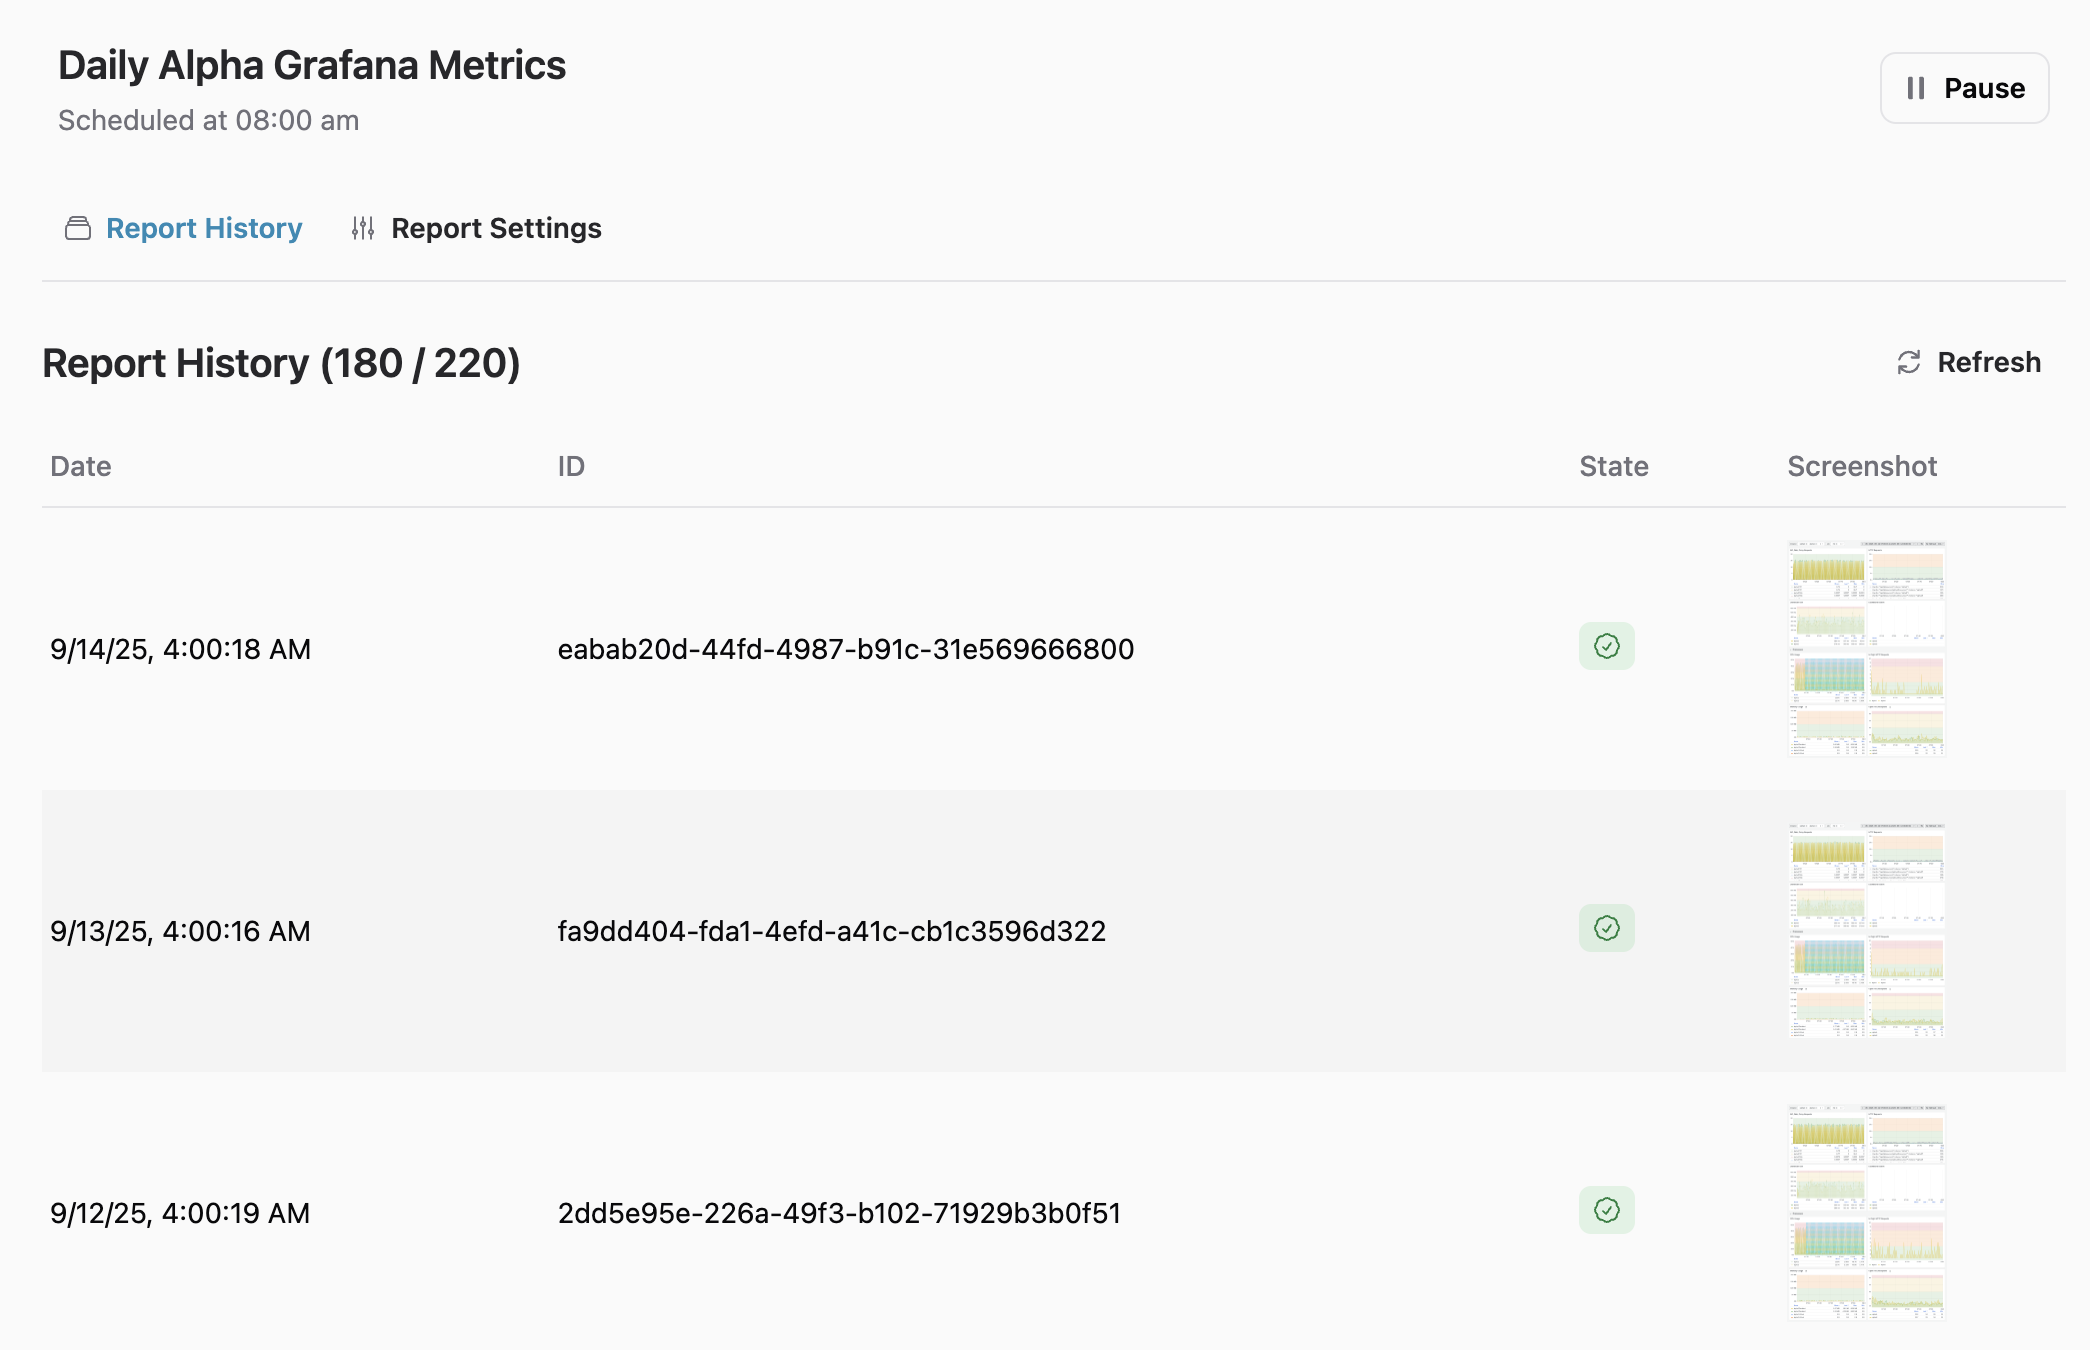 Daily Alpha Grafana Metrics
Scheduled at 08:00 am
Pause
Report History
Report Settings
Report History (180 / 220)
Refresh
Date ID State Screenshot
9/14/25, 4:00:18 AM eabab20d-44fd-4987-b91c-31e569666800
9/13/25, 4:00:16 AM fa9dd404-fda1-4efd-a41c-cb1c3596d322
9/12/25, 4:00:19 AM 2dd5e95e-226a-49f3-b102-71929b3b0f51